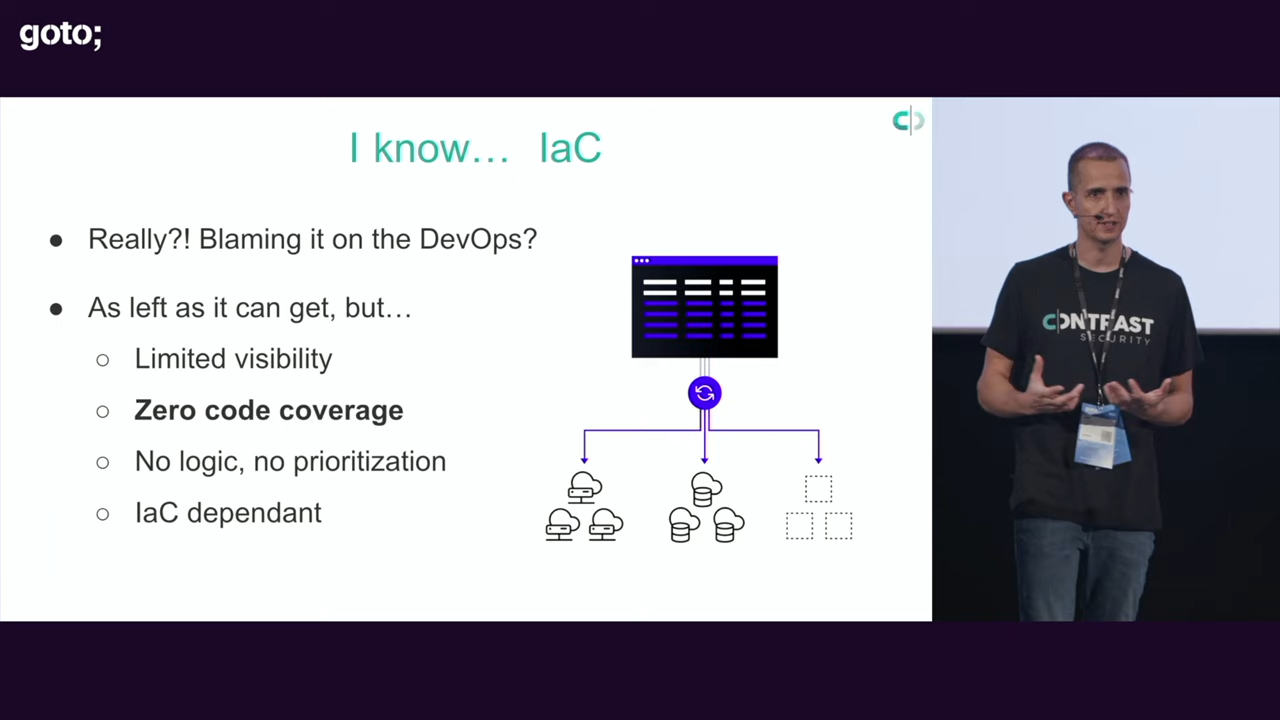 goto;
I know… IaC
● Really?! Blaming it on the DevOps?
● As left as it can get, but…
○ Limited visibility
○ Zero code coverage
○ No logic, no prioritization
○ IaC dependant
CONTRAST
SECURITY